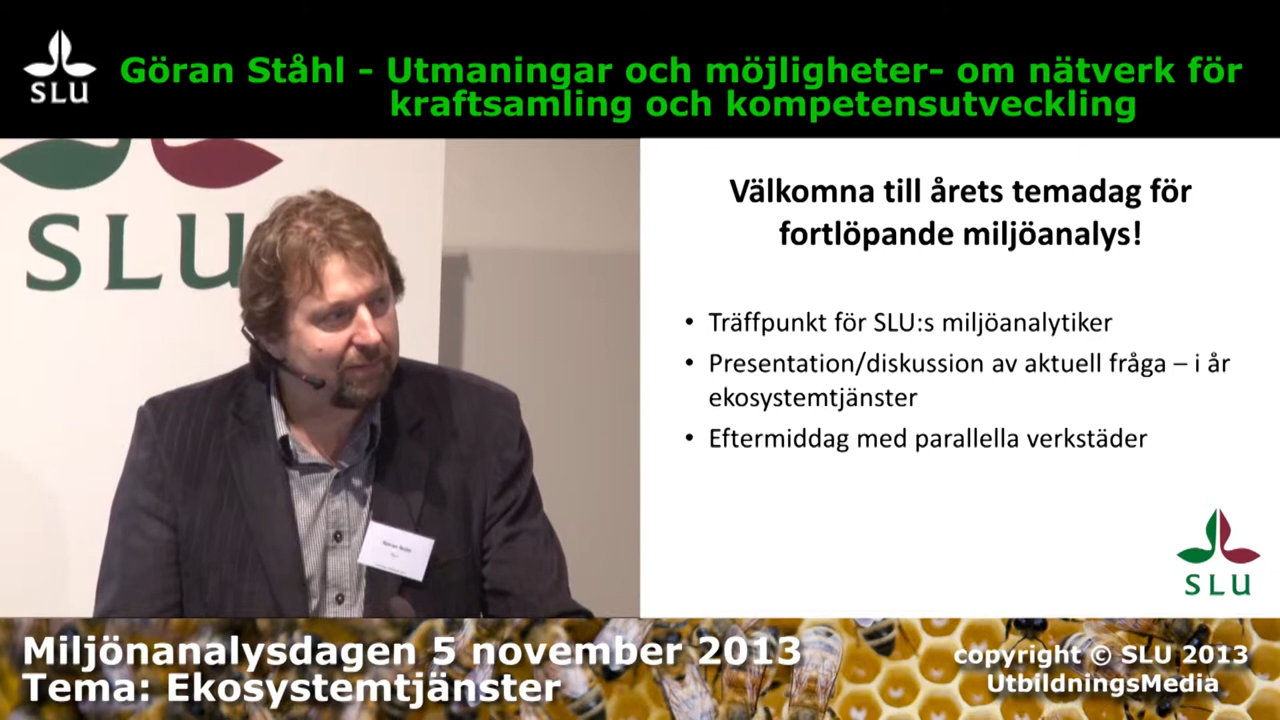 SLU
Göran Ståhl - Utmaningar och möjligheter- om nätverk för
kraftsamling och kompetensutveckling
SLU
Välkomna till årets temadag för
fortlöpande miljöanalys!
• Träffpunkt för SLU:s miljöanalytiker
• Presentation/diskussion av aktuell fråga – i år
ekosystemtjänster
• Eftermiddag med parallella verkstäder
SLU
Miljönanalysdagen 5 november 2013
Tema: Ekosystemtjänster
copyright © SLU 2013
UtbildningsMedia